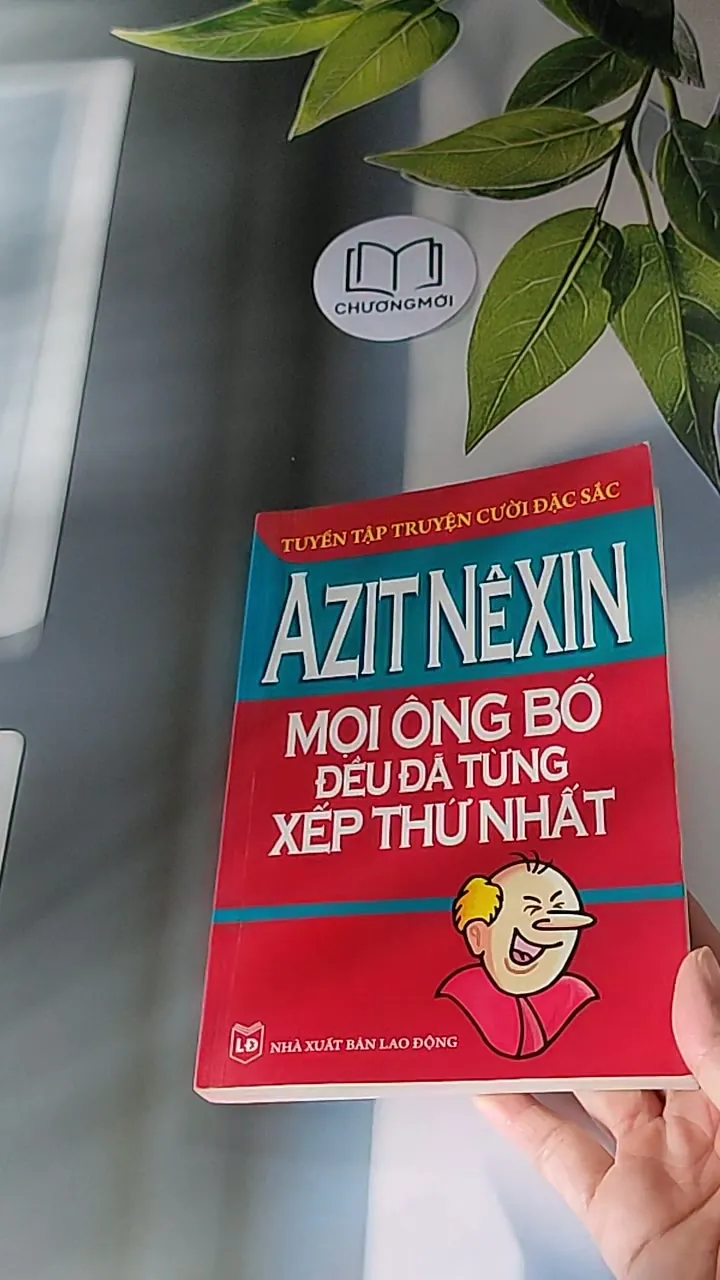 CHƯƠNGMỚI
TUYỂN TẬP TRUYỆN CƯỜI ĐẶC SẮC
AZIT NÊXIN
MỌI ÔNG BỐ
ĐỀU ĐÃ TỪNG
XẾP THỨ NHẤT
LĐ NHÀ XUẤT BẢN LAO ĐỘNG